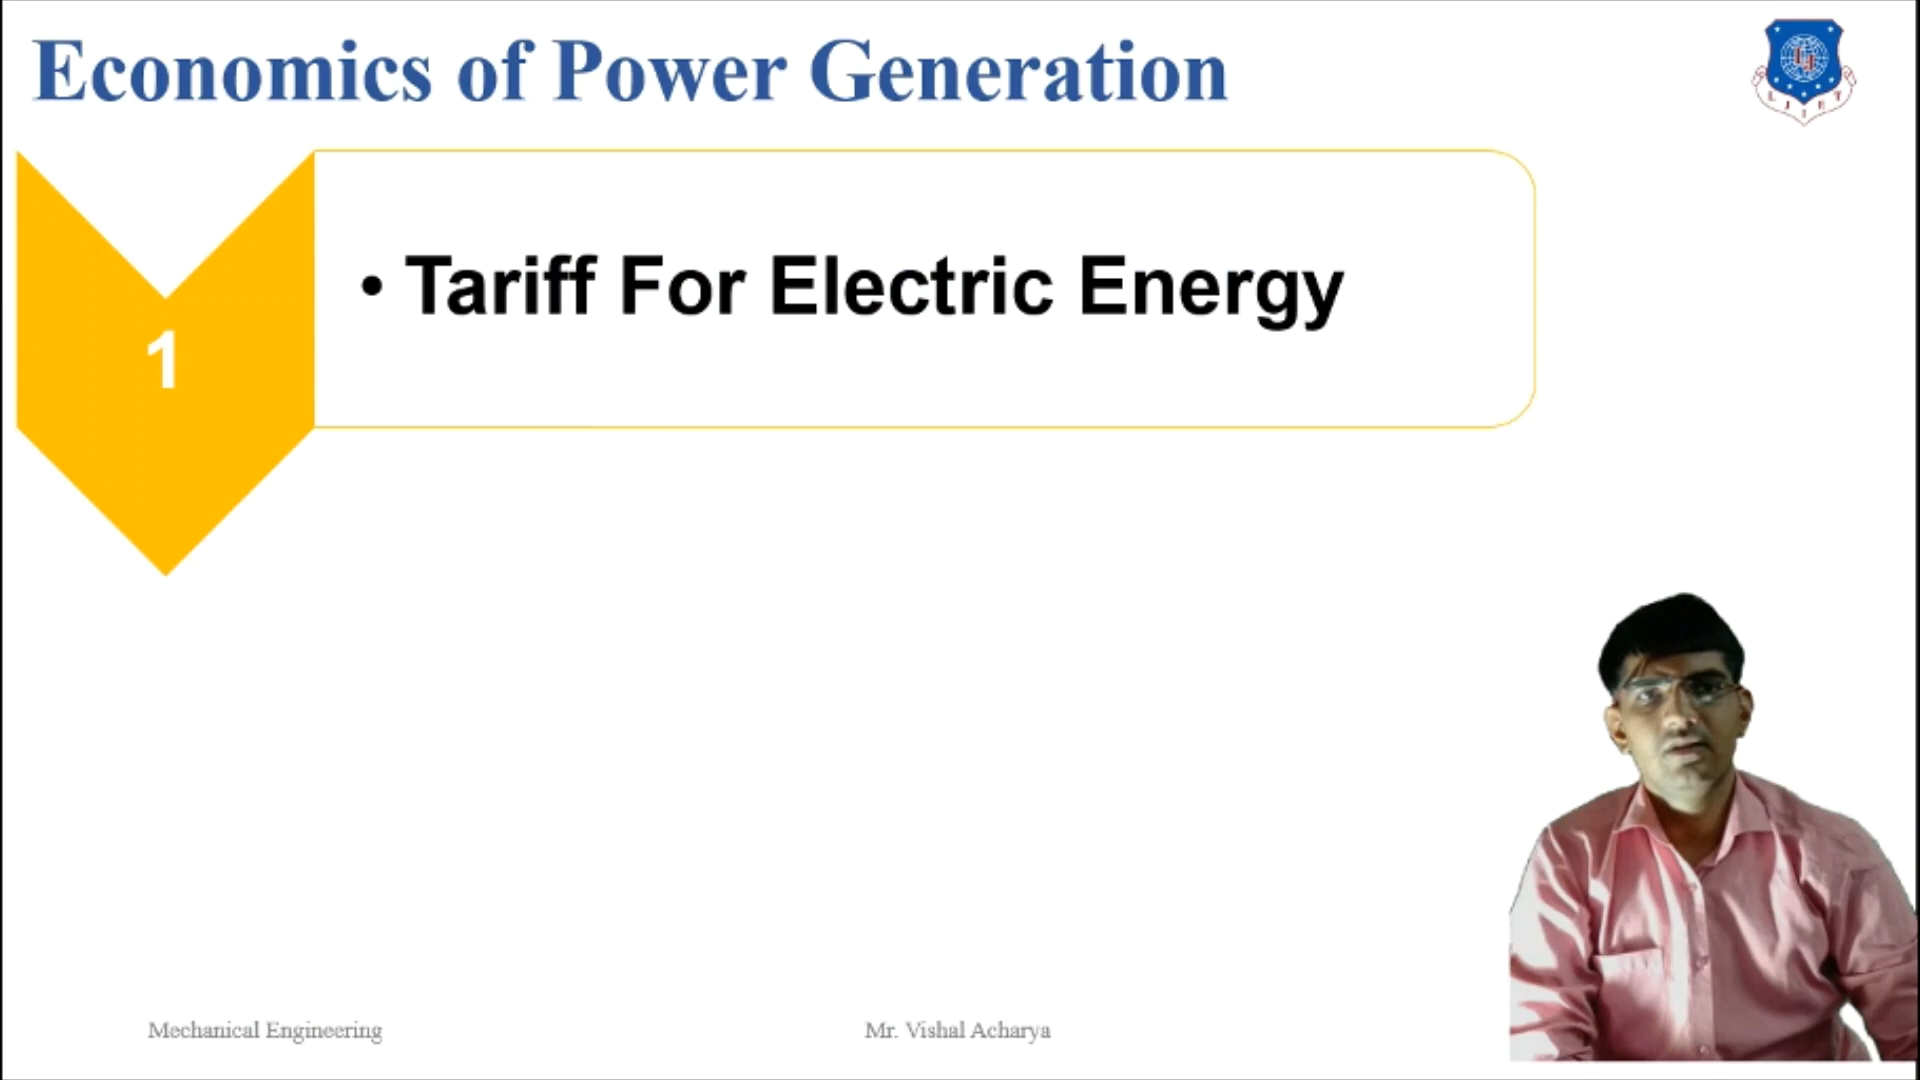 Economics of Power Generation
L J I E T
1
• Tariff For Electric Energy
Mechanical Engineering
Mr. Vishal Acharya